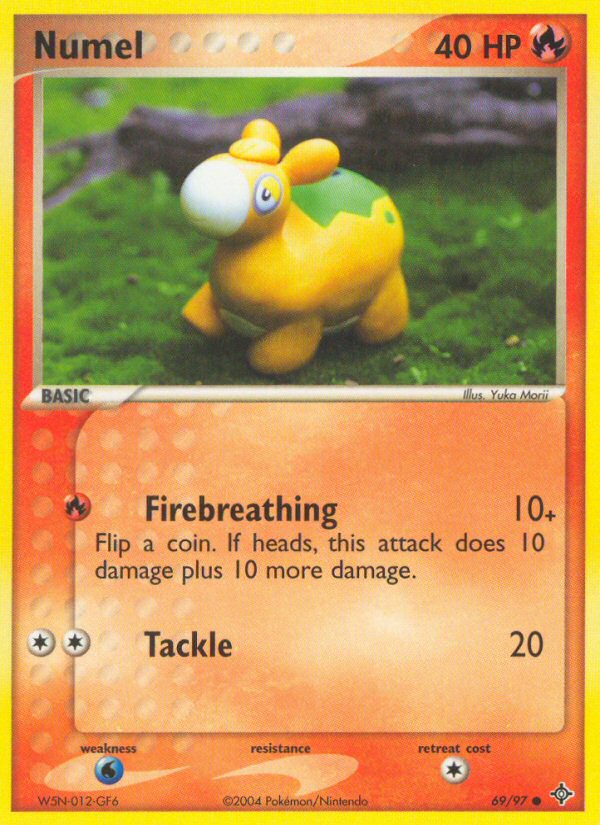 Numel 40 HP
BASIC
Illus. Yuka Morii
Firebreathing 10+
Flip a coin. If heads, this attack does 10
damage plus 10 more damage.
Tackle 20
weakness resistance retreat cost
W5N-012-GF6 ©2004 Pokémon/Nintendo 69/97